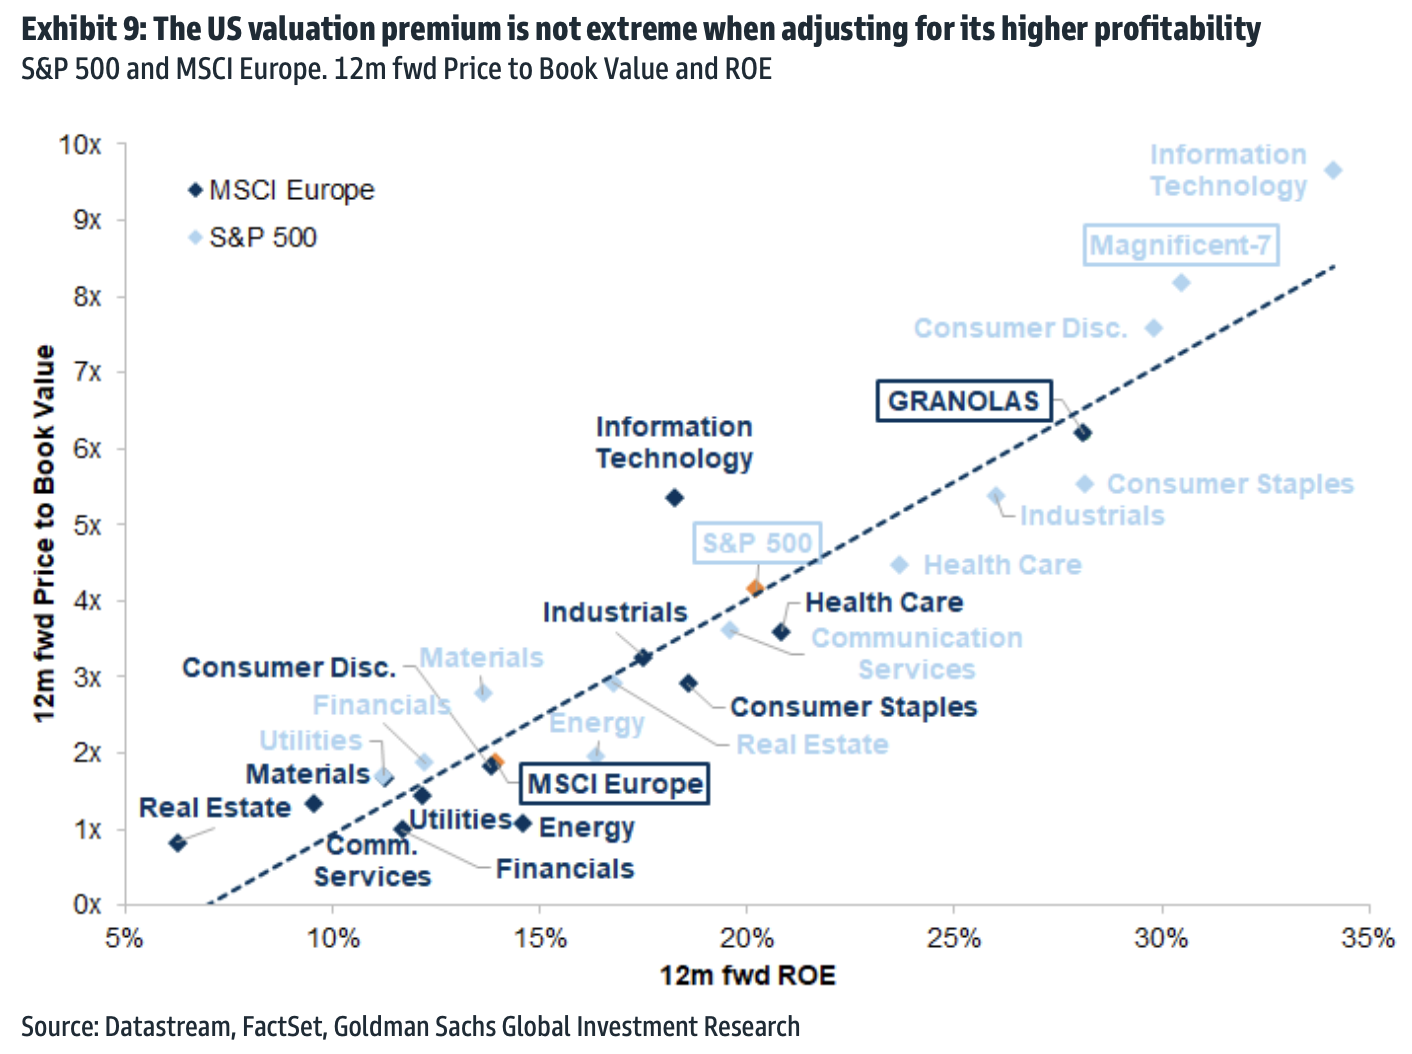 Exhibit 9: The US valuation premium is not extreme when adjusting for its higher profitability
S&P 500 and MSCI Europe. 12m fwd Price to Book Value and ROE
12m fwd Price to Book Value
10x
9x
8x
7x
6x
5x
4x
3x
2x
1x
0x
MSCI Europe
S&P 500
Information
Technology
Magnificent-7
Consumer Disc.
GRANOLAS
Information
Technology
Consumer Staples
Industrials
S&P 500
Health Care
Industrials
Health Care
Communication
Services
Consumer Disc.
Materials
Financials
Consumer Staples
Energy
Utilities
Real Estate
Materials
MSCI Europe
Real Estate
Utilities
Energy
Comm.
Services
Financials
5%
10%
15%
20%
25%
30%
35%
12m fwd ROE
Source: Datastream, FactSet, Goldman Sachs Global Investment Research